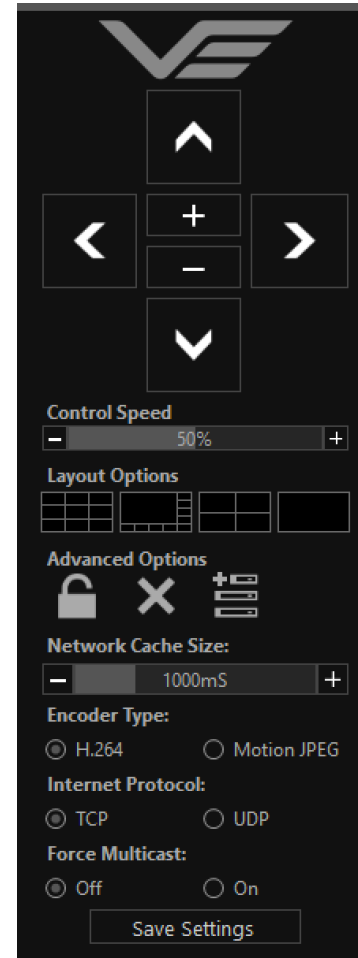 VE
+
−
Control Speed
− 50% +
Layout Options
Advanced Options
Network Cache Size:
− 1000mS +
Encoder Type:
H.264 Motion JPEG
Internet Protocol:
TCP UDP
Force Multicast:
Off On
Save Settings